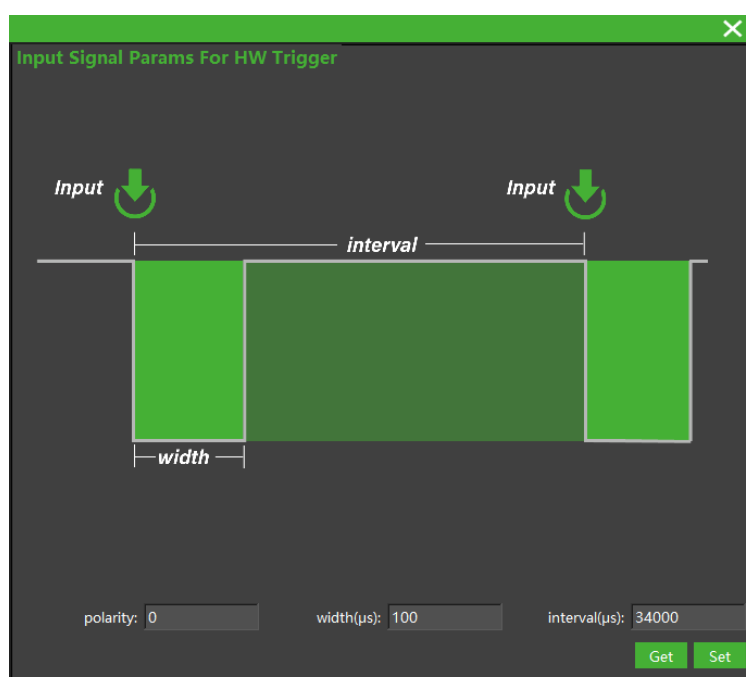 Input Signal Params For HW Trigger
Input Input
interval
width
polarity: 0 width(μs): 100 interval(μs): 34000
Get Set